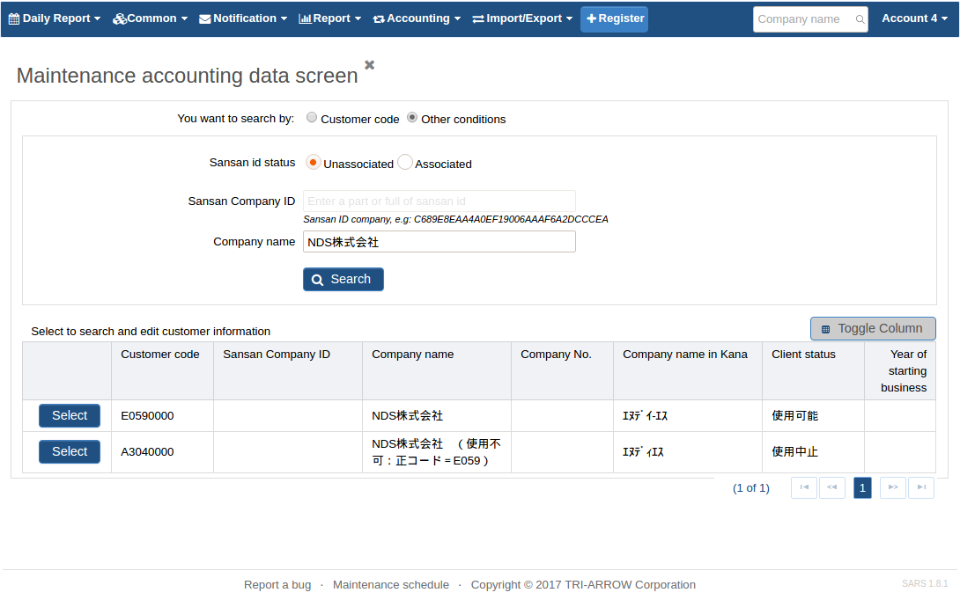 Daily Report Common Notification Report Accounting Import/Export Register Company name Account 4
Maintenance accounting data screen
You want to search by: Customer code Other conditions
Sansan id status Unassociated Associated
Sansan Company ID Enter a part or full of sansan id
Sansan ID company, e.g: C689E8EAA4A0EF19006AAAF6A2DCCCEA
Company name NDS株式会社
Search
Select to search and edit customer information
Toggle Column
Customer code Sansan Company ID Company name Company No. Company name in Kana Client status Year of
starting
business
Select E0590000 NDS株式会社 ｴﾇﾃﾞｲｰｴｽ 使用可能
Select A3040000 NDS株式会社 （使用不
可：正コード＝E059） ｴﾇﾃﾞｨｴｽ 使用中止
(1 of 1) 1
Report a bug · Maintenance schedule · Copyright © 2017 TRI-ARROW Corporation
SARS 1.8.1